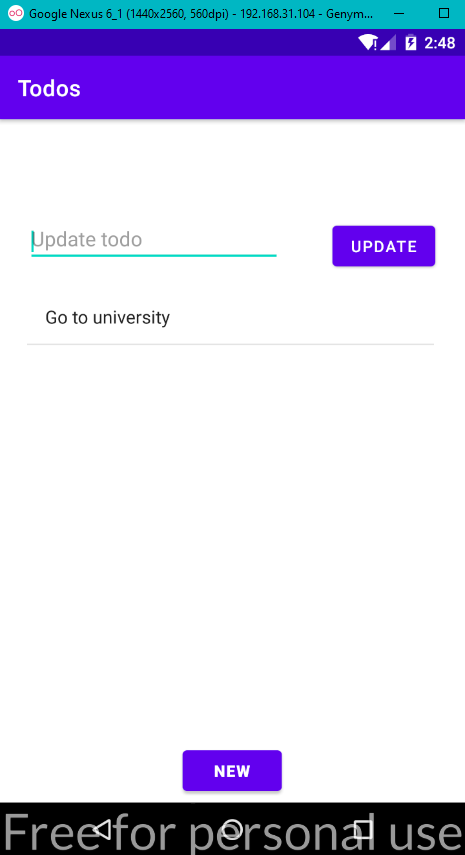 Google Nexus 6_1 (1440x2560, 560dpi) - 192.168.31.104 - Genym...
2:48
Todos
Update todo
UPDATE
Go to university
NEW
Free for personal use